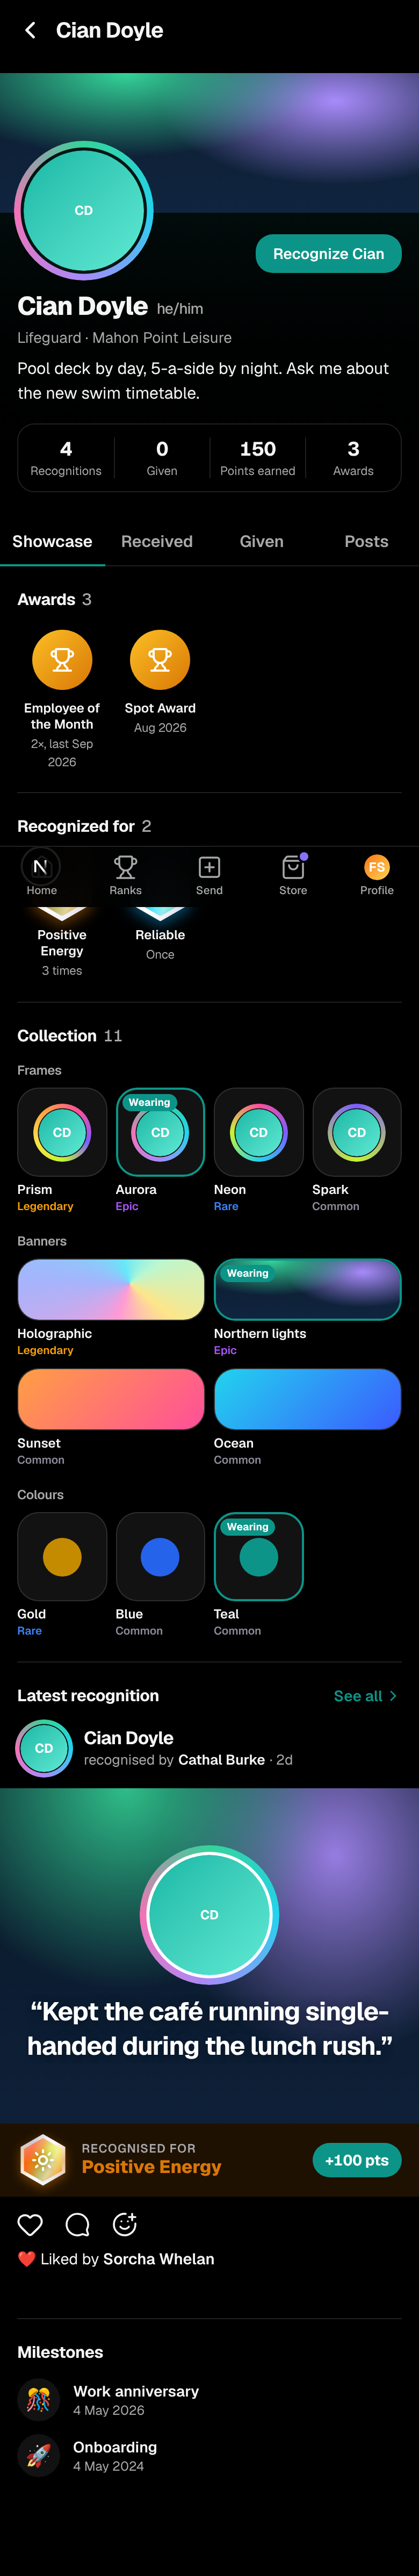 Cian Doyle
CD
Recognize Cian
Cian Doyle he/him
Lifeguard · Mahon Point Leisure
Pool deck by day, 5-a-side by night. Ask me about
the new swim timetable.
4 0 150 3
Recognitions Given Points earned Awards
Showcase Received Given Posts
Awards 3
Employee of
the Month
2×, last Sep
2026
Spot Award
Aug 2026
Recognized for 2
N FS
Home Ranks Send Store Profile
Positive
Energy
3 times
Reliable
Once
Collection 11
Frames
Wearing
CD CD CD CD
Prism Aurora Neon Spark
Legendary Epic Rare Common
Banners
Wearing
Holographic Northern lights
Legendary Epic
Sunset Ocean
Common Common
Colours
Wearing
Gold Blue Teal
Rare Common Common
Latest recognition See all
CD
Cian Doyle
recognised by Cathal Burke · 2d
CD
“Kept the café running single-
handed during the lunch rush.”
RECOGNISED FOR
Positive Energy
+100 pts
❤️ Liked by Sorcha Whelan
Milestones
Work anniversary
4 May 2026
Onboarding
4 May 2024